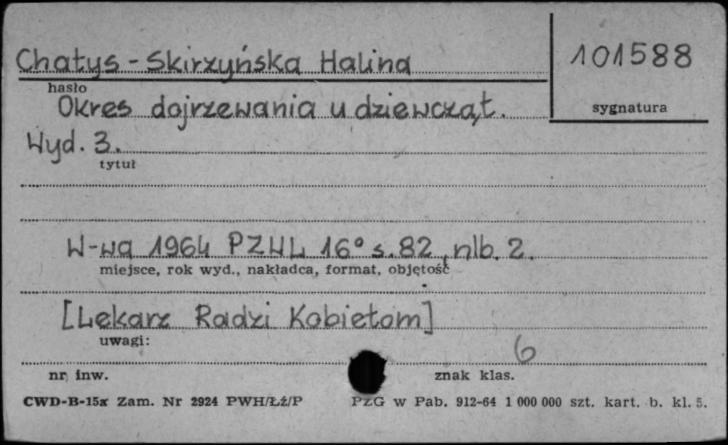 Chatys-Skirzyńska Halina
101588
hasło
sygnatura
Okres dojrzewania u dziewcząt.
Wyd. 3.
tytuł
W-wa 1964 PZWL 16° s. 82, nlb. 2.
miejsce, rok wyd., nakładca, format, objętość
[Lekarz Radzi Kobietom]
uwagi:
6
nr inw.
znak klas.
CWD-B-15x Zam. Nr 2924 PWH/Łż/P
PZG w Pab. 912-64 1 000 000 szt. kart. b. kl. 5.